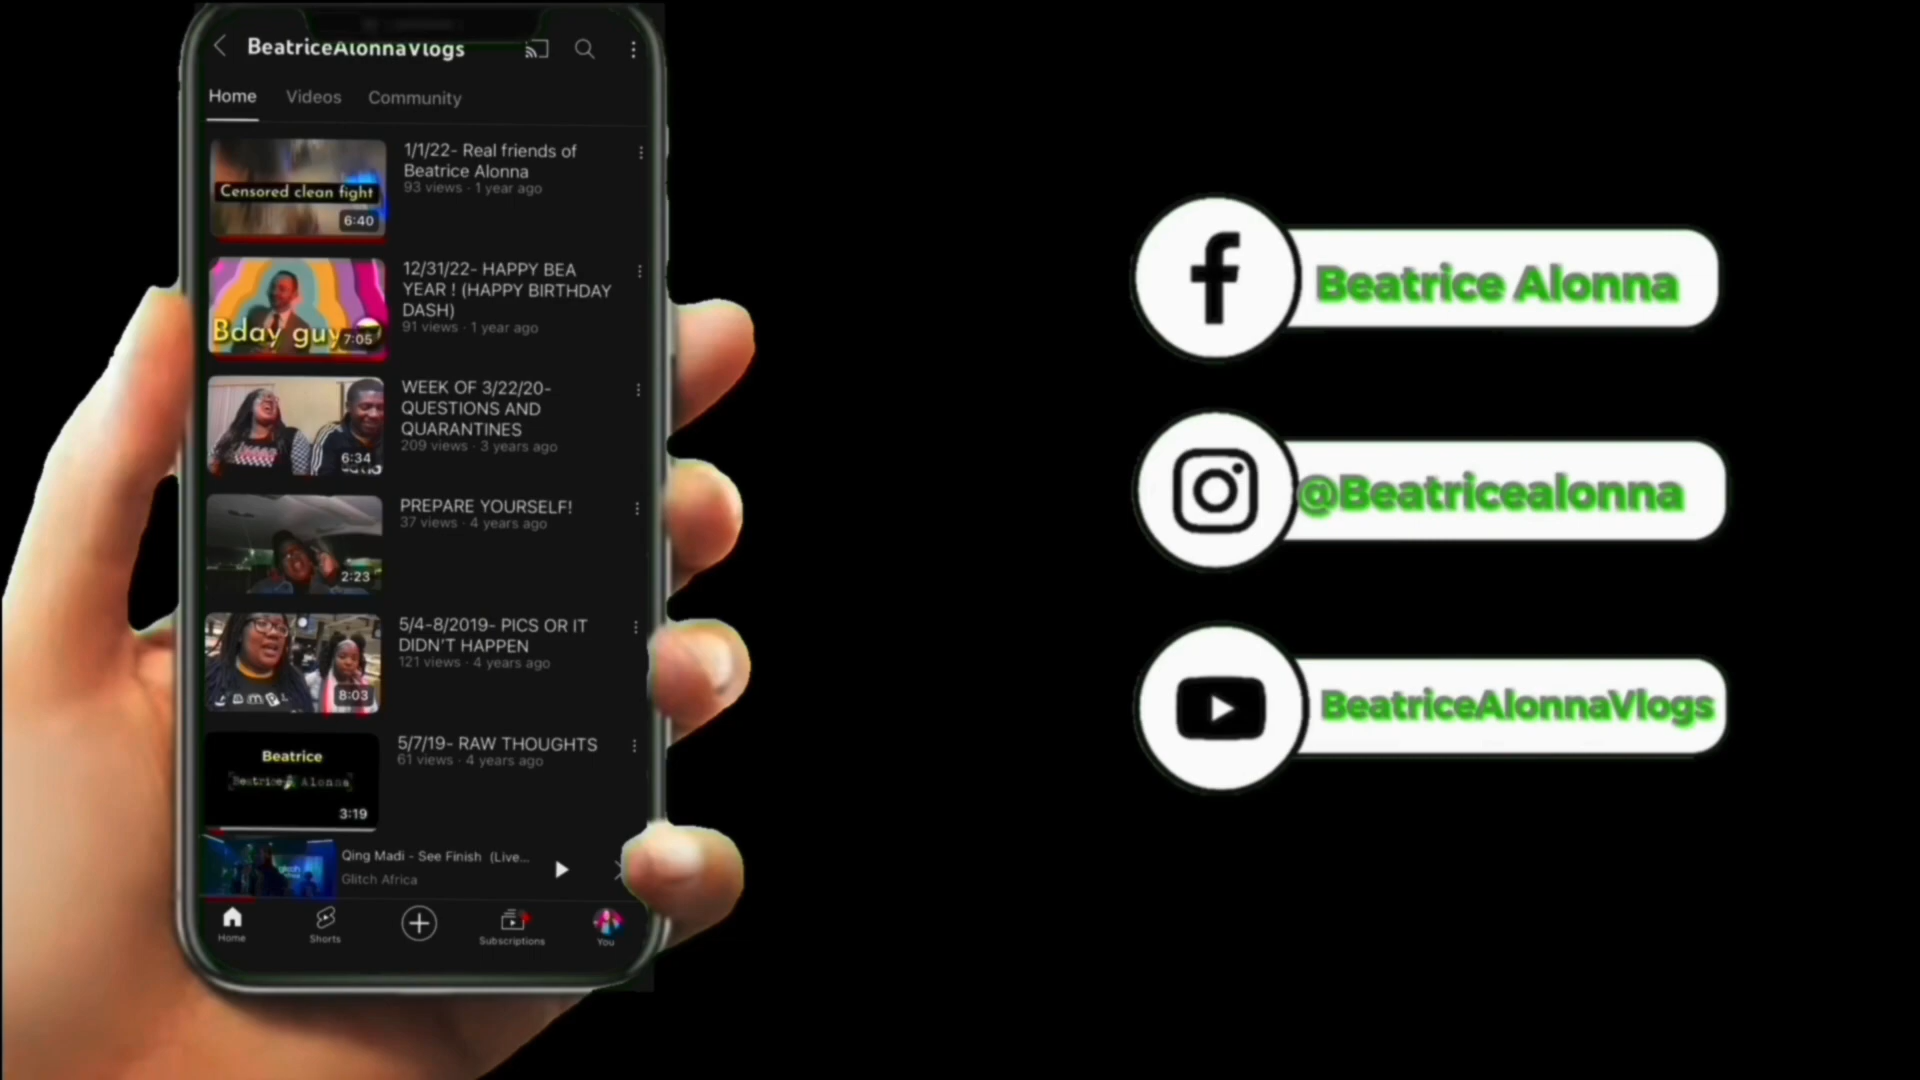 BeatriceAlonnaVlogs
Home Videos Community
Censored clean fight
6:40
1/1/22- Real friends of
Beatrice Alonna
93 views · 1 year ago
Bday guy
7:05
12/31/22- HAPPY BEA
YEAR ! (HAPPY BIRTHDAY
DASH)
91 views · 1 year ago
6:34
WEEK OF 3/22/20-
QUESTIONS AND
QUARANTINES
209 views · 3 years ago
2:23
PREPARE YOURSELF!
37 views · 4 years ago
8:03
5/4-8/2019- PICS OR IT
DIDN'T HAPPEN
121 views · 4 years ago
Beatrice
Beatrice Alonna
3:19
5/7/19- RAW THOUGHTS
61 views · 4 years ago
Qing Madi - See Finish (Live...
Glitch Africa
Home Shorts Subscriptions You
Beatrice Alonna
@Beatricealonna
BeatriceAlonnaVlogs